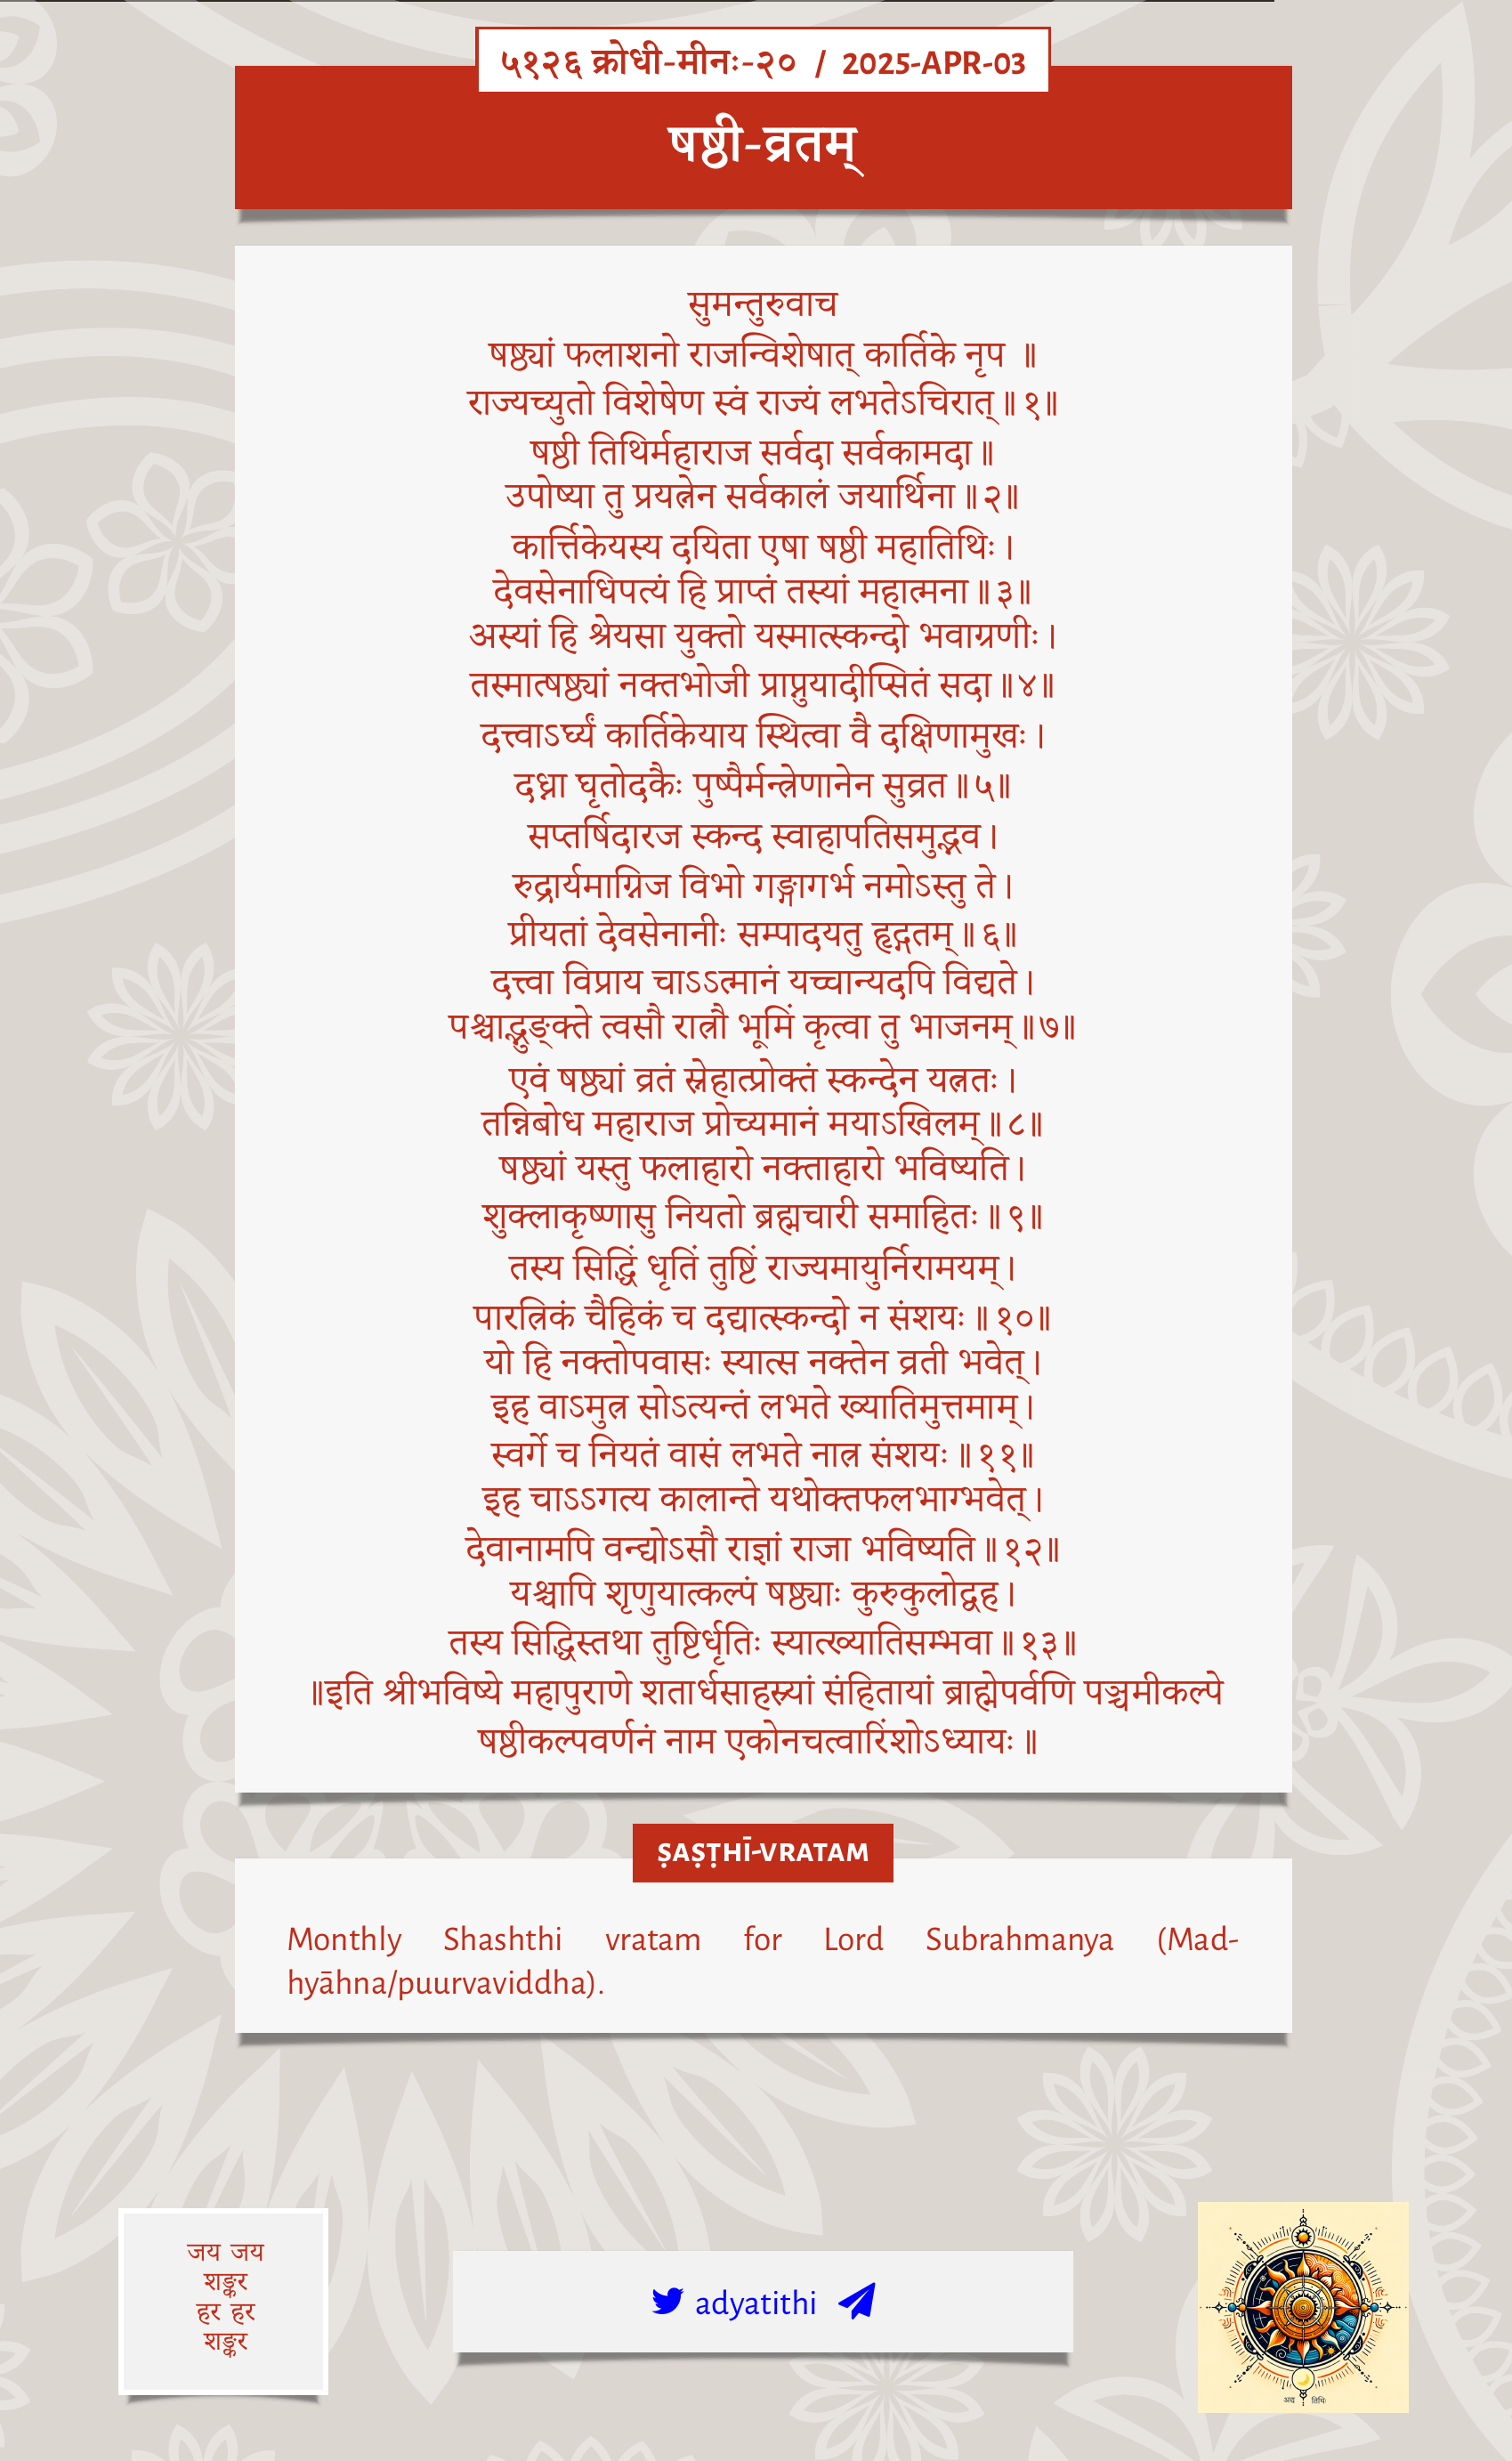 ५१२६ क्रोधी-मीनः-२० / 2025-APR-03
षष्ठी-व्रतम्
सुमन्तुरुवाच
षष्ठ्यां फलाशनो राजन्विशेषात् कार्तिके नृप ॥
राज्यच्युतो विशेषेण स्वं राज्यं लभतेऽचिरात्॥१॥
षष्ठी तिथिर्महाराज सर्वदा सर्वकामदा॥
उपोष्या तु प्रयत्नेन सर्वकालं जयार्थिना॥२॥
कार्त्तिकेयस्य दयिता एषा षष्ठी महातिथिः।
देवसेनाधिपत्यं हि प्राप्तं तस्यां महात्मना॥३॥
अस्यां हि श्रेयसा युक्तो यस्मात्स्कन्दो भवाग्रणीः।
तस्मात्षष्ठ्यां नक्तभोजी प्राप्नुयादीप्सितं सदा॥४॥
दत्त्वाऽर्घ्यं कार्तिकेयाय स्थित्वा वै दक्षिणामुखः।
दध्ना घृतोदकैः पुष्पैर्मन्त्रेणानेन सुव्रत॥५॥
सप्तर्षिदारज स्कन्द स्वाहापतिसमुद्भव।
रुद्रार्यमाग्निज विभो गङ्गागर्भ नमोऽस्तु ते।
प्रीयतां देवसेनानीः सम्पादयतु हृद्गतम्॥६॥
दत्त्वा विप्राय चाऽऽत्मानं यच्चान्यदपि विद्यते।
पश्चाद्भुङ्क्ते त्वसौ रात्रौ भूमिं कृत्वा तु भाजनम्॥७॥
एवं षष्ठ्यां व्रतं स्नेहात्प्रोक्तं स्कन्देन यत्नतः।
तन्निबोध महाराज प्रोच्यमानं मयाऽखिलम्॥८॥
षष्ठ्यां यस्तु फलाहारो नक्ताहारो भविष्यति।
शुक्लाकृष्णासु नियतो ब्रह्मचारी समाहितः॥९॥
तस्य सिद्धिं धृतिं तुष्टिं राज्यमायुर्निरामयम्।
पारत्रिकं चैहिकं च दद्यात्स्कन्दो न संशयः॥१०॥
यो हि नक्तोपवासः स्यात्स नक्तेन व्रती भवेत्।
इह वाऽमुत्र सोऽत्यन्तं लभते ख्यातिमुत्तमाम्।
स्वर्गे च नियतं वासं लभते नात्र संशयः॥११॥
इह चाऽऽगत्य कालान्ते यथोक्तफलभाग्भवेत्।
देवानामपि वन्द्योऽसौ राज्ञां राजा भविष्यति॥१२॥
यश्चापि शृणुयात्कल्पं षष्ठ्याः कुरुकुलोद्वह।
तस्य सिद्धिस्तथा तुष्टिर्धृतिः स्यात्ख्यातिसम्भवा॥१३॥
॥इति श्रीभविष्ये महापुराणे शतार्धसाहस्र्यां संहितायां ब्राह्मेपर्वणि पञ्चमीकल्पे
षष्ठीकल्पवर्णनं नाम एकोनचत्वारिंशोऽध्यायः॥
ṢAṢṬHĪ-VRATAM
Monthly Shashthi vratam for Lord Subrahmanya (Mad-
hyāhna/puurvaviddha).
जय जय
शङ्कर
हर हर
शङ्कर
adyatithi
अद्य तिथिः